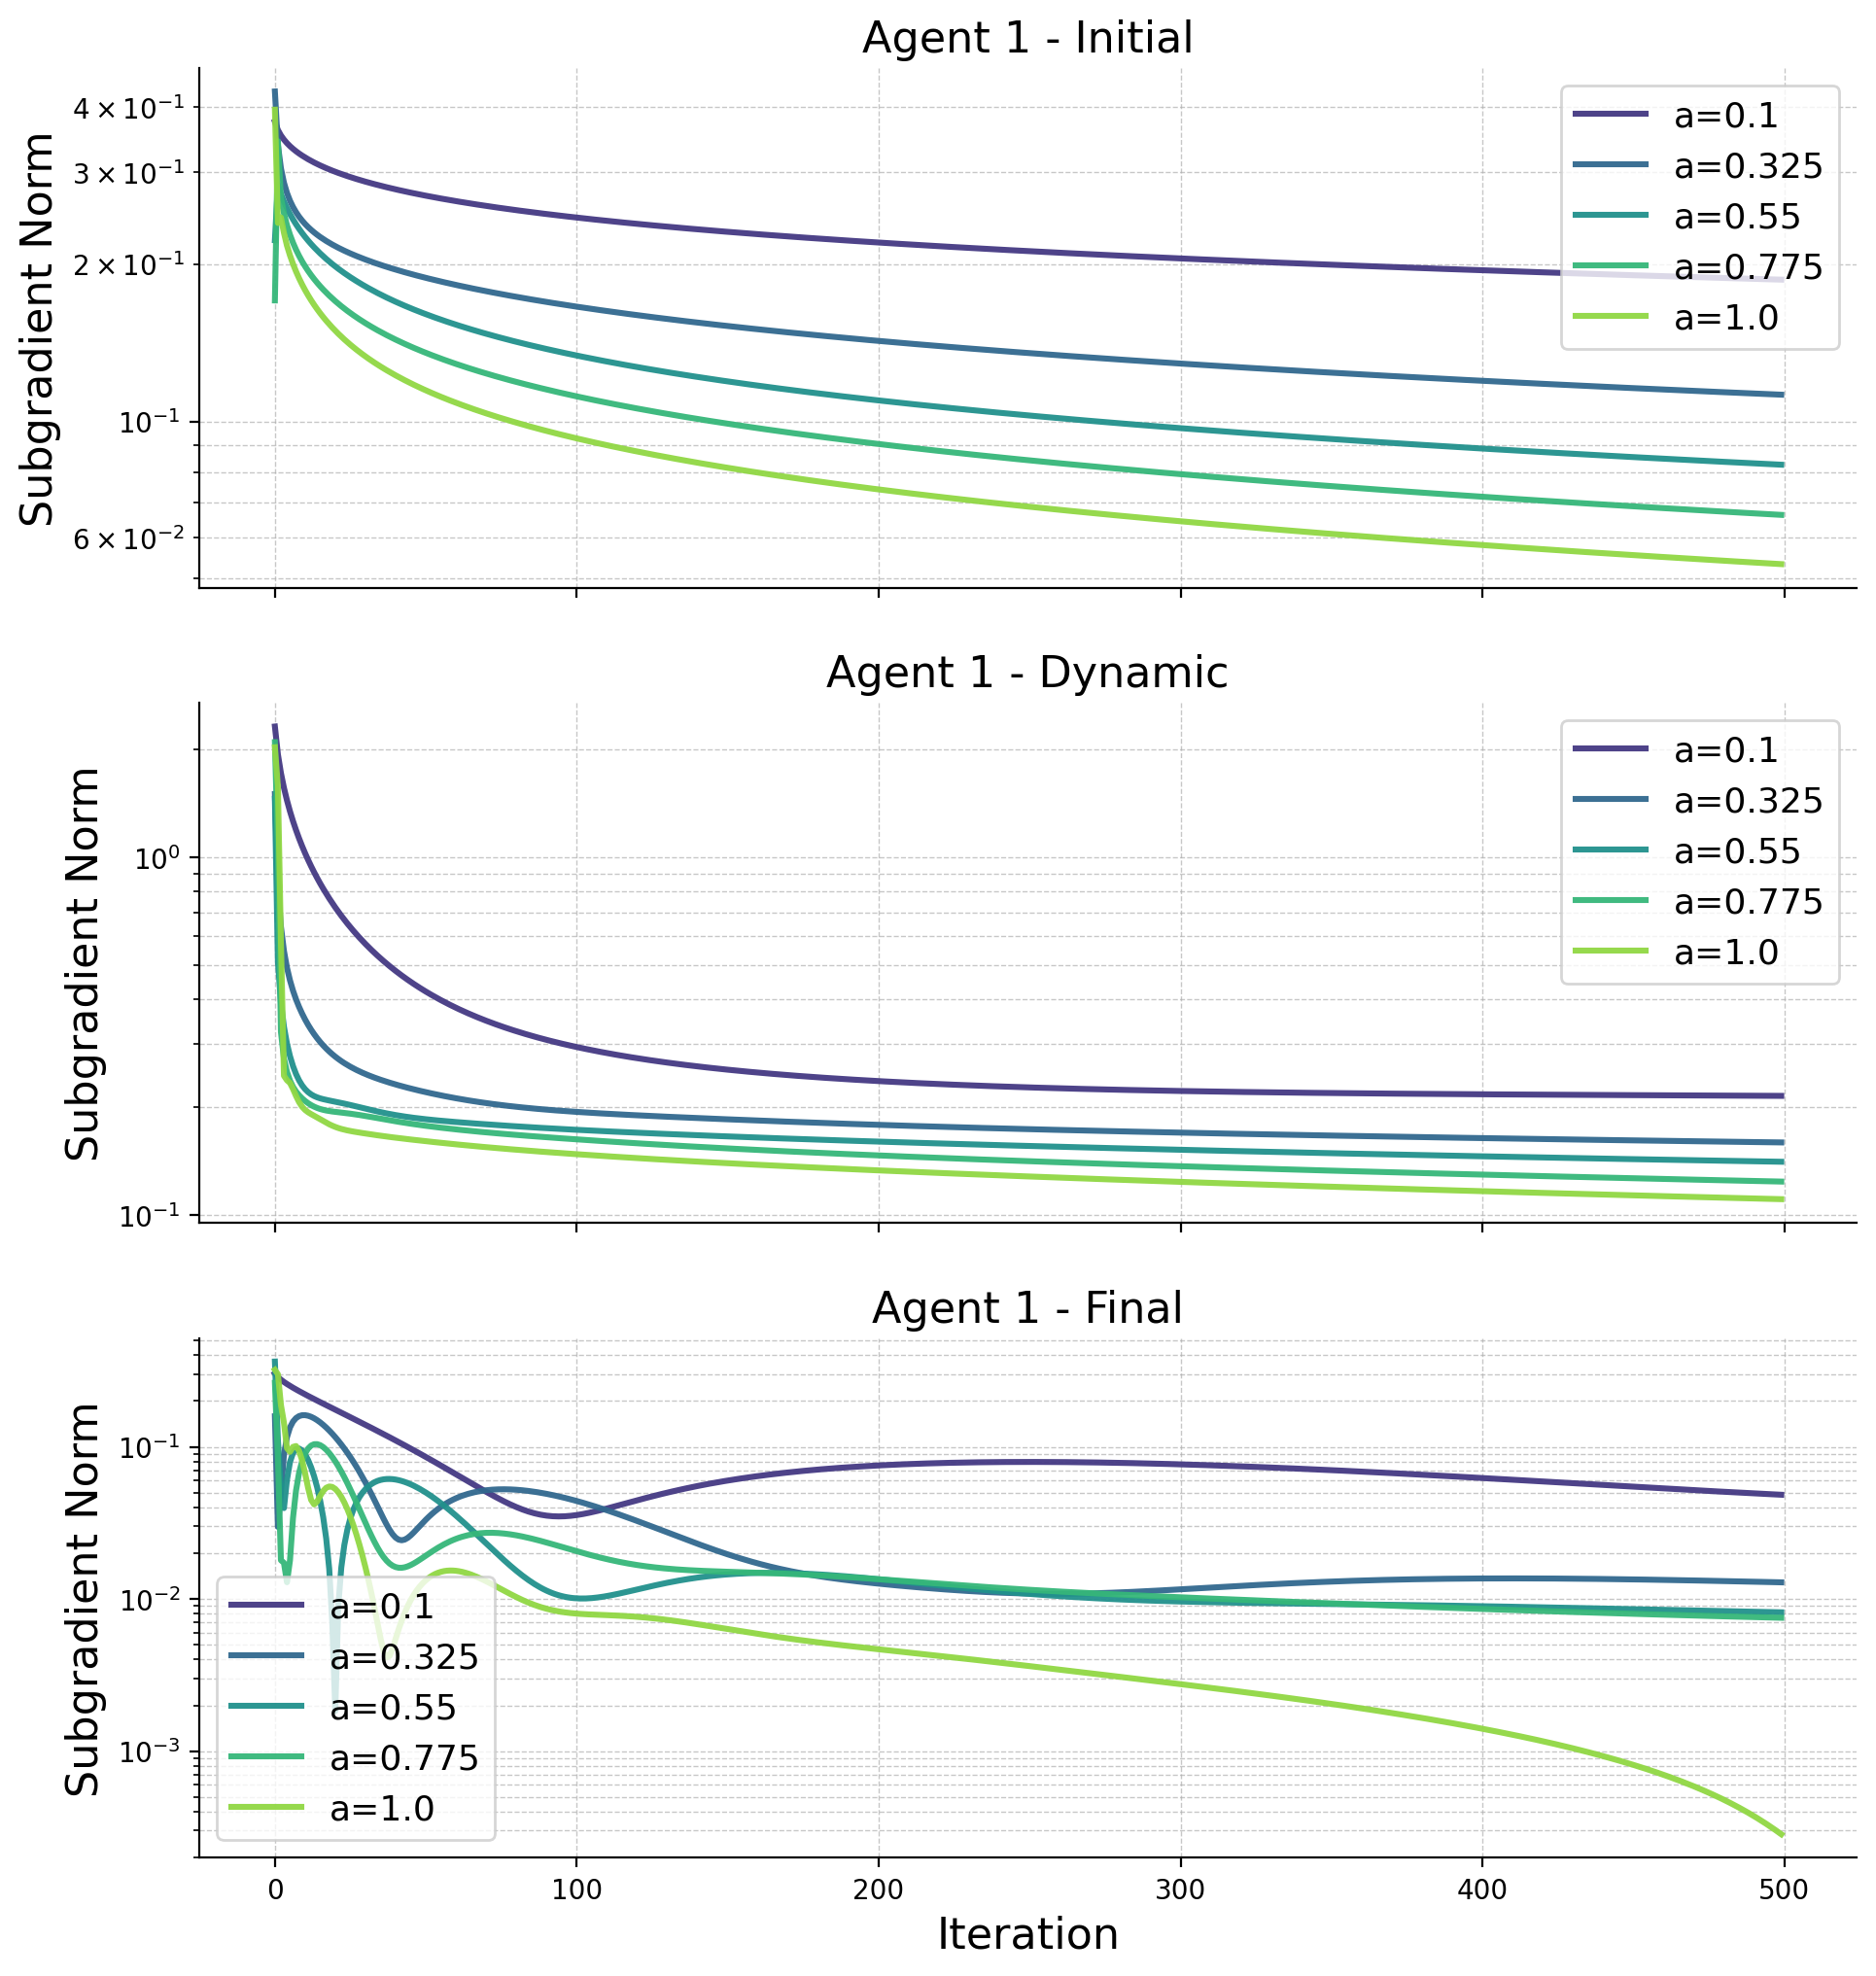 Agent 1 - Initial
Subgradient Norm
4 × 10⁻¹
3 × 10⁻¹
2 × 10⁻¹
10⁻¹
6 × 10⁻²
a=0.1
a=0.325
a=0.55
a=0.775
a=1.0
Agent 1 - Dynamic
Subgradient Norm
10⁰
10⁻¹
a=0.1
a=0.325
a=0.55
a=0.775
a=1.0
Agent 1 - Final
Subgradient Norm
10⁻¹
10⁻²
10⁻³
a=0.1
a=0.325
a=0.55
a=0.775
a=1.0
0 100 200 300 400 500
Iteration